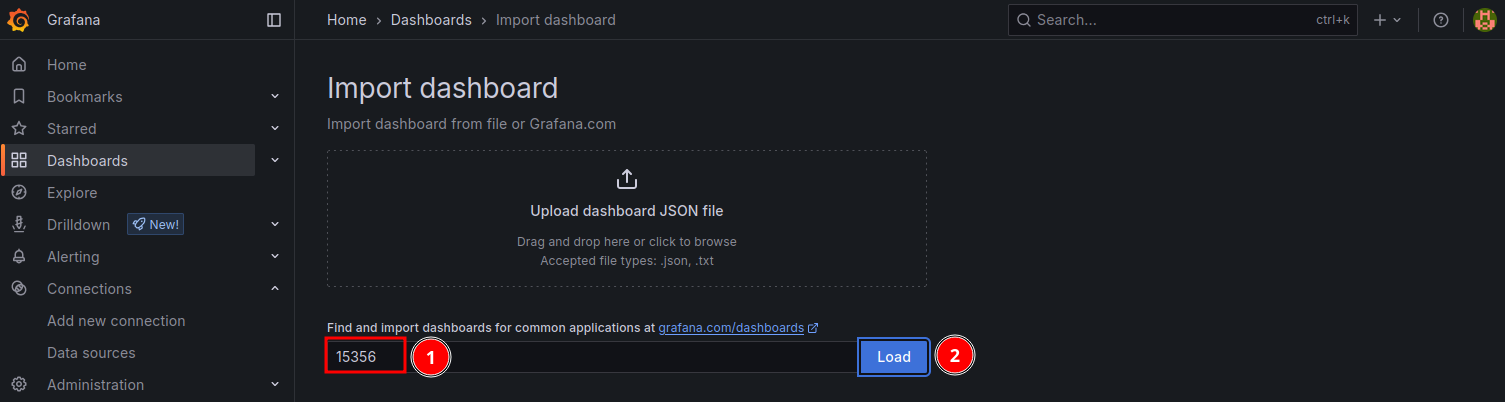 Grafana
Home › Dashboards › Import dashboard
Search...
ctrl+k
Home
Bookmarks
Starred
Dashboards
Explore
Drilldown New!
Alerting
Connections
Add new connection
Data sources
Administration
Import dashboard
Import dashboard from file or Grafana.com
Upload dashboard JSON file
Drag and drop here or click to browse
Accepted file types: .json, .txt
Find and import dashboards for common applications at grafana.com/dashboards
15356 1 Load 2